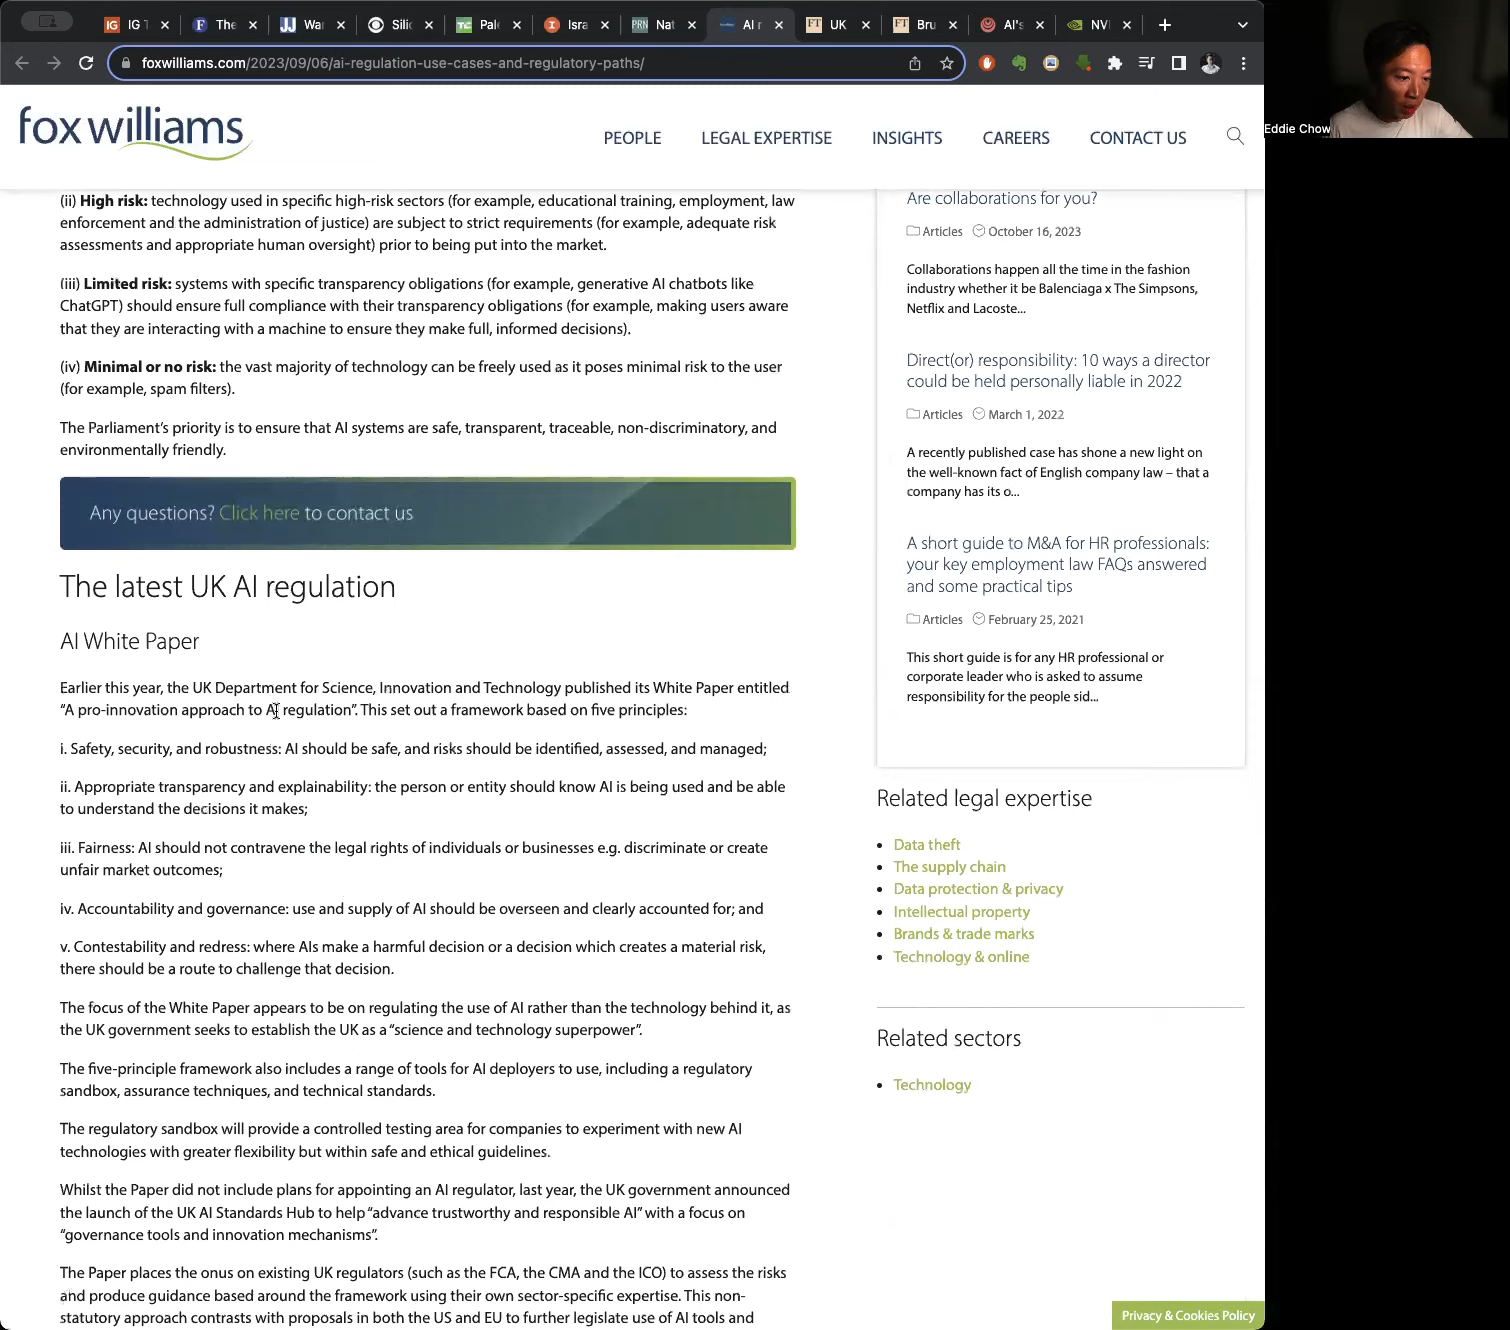 IG T
The
Wa
Silic
Pale
Isra
PRN
Nat
AI r
FT
UK
FT
Bru
AI's
NV
foxwilliams.com/2023/09/06/ai-regulation-use-cases-and-regulatory-paths/
Eddie Chow
fox williams
PEOPLE
LEGAL EXPERTISE
INSIGHTS
CAREERS
CONTACT US
(ii) High risk: technology used in specific high-risk sectors (for example, educational training, employment, law
enforcement and the administration of justice) are subject to strict requirements (for example, adequate risk
assessments and appropriate human oversight) prior to being put into the market.
(iii) Limited risk: systems with specific transparency obligations (for example, generative AI chatbots like
ChatGPT) should ensure full compliance with their transparency obligations (for example, making users aware
that they are interacting with a machine to ensure they make full, informed decisions).
(iv) Minimal or no risk: the vast majority of technology can be freely used as it poses minimal risk to the user
(for example, spam filters).
The Parliament's priority is to ensure that AI systems are safe, transparent, traceable, non-discriminatory, and
environmentally friendly.
Any questions? Click here to contact us
The latest UK AI regulation
AI White Paper
Earlier this year, the UK Department for Science, Innovation and Technology published its White Paper entitled
“A pro-innovation approach to AI regulation”. This set out a framework based on five principles:
i. Safety, security, and robustness: AI should be safe, and risks should be identified, assessed, and managed;
ii. Appropriate transparency and explainability: the person or entity should know AI is being used and be able
to understand the decisions it makes;
iii. Fairness: AI should not contravene the legal rights of individuals or businesses e.g. discriminate or create
unfair market outcomes;
iv. Accountability and governance: use and supply of AI should be overseen and clearly accounted for; and
v. Contestability and redress: where AIs make a harmful decision or a decision which creates a material risk,
there should be a route to challenge that decision.
The focus of the White Paper appears to be on regulating the use of AI rather than the technology behind it, as
the UK government seeks to establish the UK as a “science and technology superpower”.
The five-principle framework also includes a range of tools for AI deployers to use, including a regulatory
sandbox, assurance techniques, and technical standards.
The regulatory sandbox will provide a controlled testing area for companies to experiment with new AI
technologies with greater flexibility but within safe and ethical guidelines.
Whilst the Paper did not include plans for appointing an AI regulator, last year, the UK government announced
the launch of the UK AI Standards Hub to help “advance trustworthy and responsible AI” with a focus on
“governance tools and innovation mechanisms”.
The Paper places the onus on existing UK regulators (such as the FCA, the CMA and the ICO) to assess the risks
and produce guidance based around the framework using their own sector-specific expertise. This non-
statutory approach contrasts with proposals in both the US and EU to further legislate use of AI tools and
Are collaborations for you?
Articles October 16, 2023
Collaborations happen all the time in the fashion
industry whether it be Balenciaga x The Simpsons,
Netflix and Lacoste...
Direct(or) responsibility: 10 ways a director
could be held personally liable in 2022
Articles March 1, 2022
A recently published case has shone a new light on
the well-known fact of English company law – that a
company has its o...
A short guide to M&A for HR professionals:
your key employment law FAQs answered
and some practical tips
Articles February 25, 2021
This short guide is for any HR professional or
corporate leader who is asked to assume
responsibility for the people sid...
Related legal expertise
Data theft
The supply chain
Data protection & privacy
Intellectual property
Brands & trade marks
Technology & online
Related sectors
Technology
Privacy & Cookies Policy